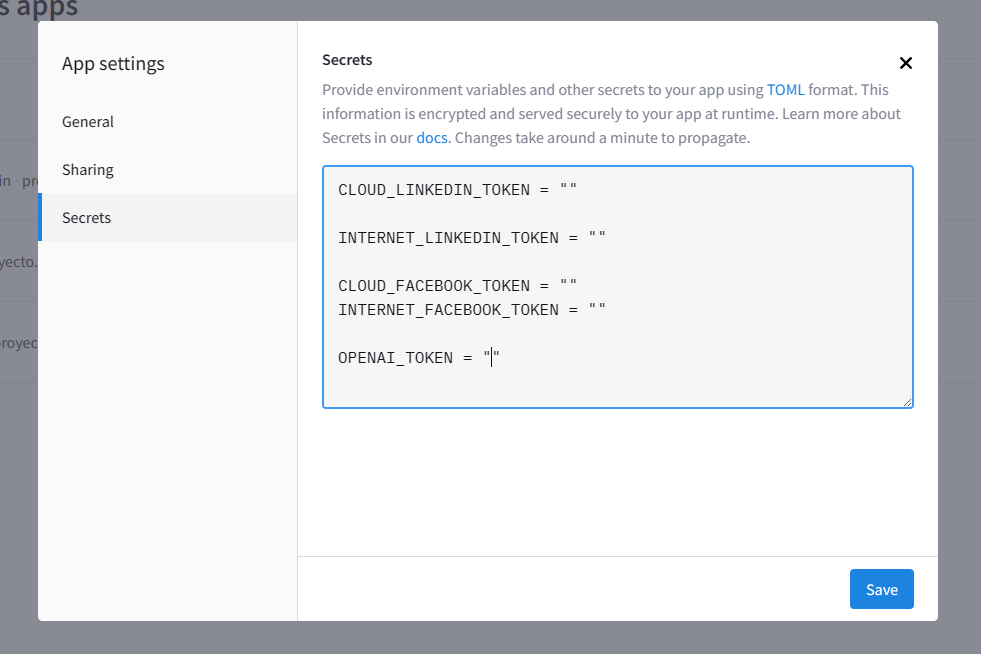 s apps
App settings
General
Sharing
Secrets
Secrets
Provide environment variables and other secrets to your app using TOML format. This
information is encrypted and served securely to your app at runtime. Learn more about
Secrets in our docs. Changes take around a minute to propagate.
CLOUD_LINKEDIN_TOKEN = ""
INTERNET_LINKEDIN_TOKEN = ""
CLOUD_FACEBOOK_TOKEN = ""
INTERNET_FACEBOOK_TOKEN = ""
OPENAI_TOKEN = ""
Save
in · pr
yecto.
royec